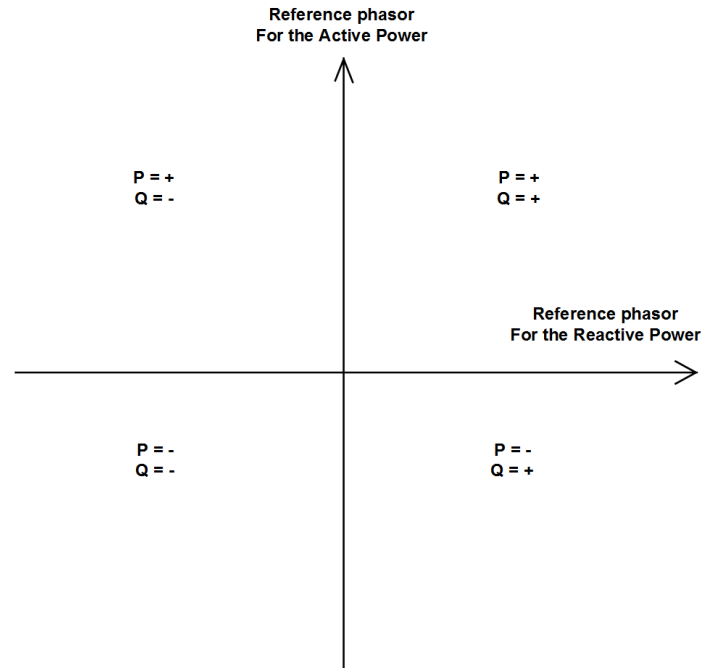 Reference phasor
For the Active Power
P = +
Q = -
P = +
Q = +
Reference phasor
For the Reactive Power
P = -
Q = -
P = -
Q = +